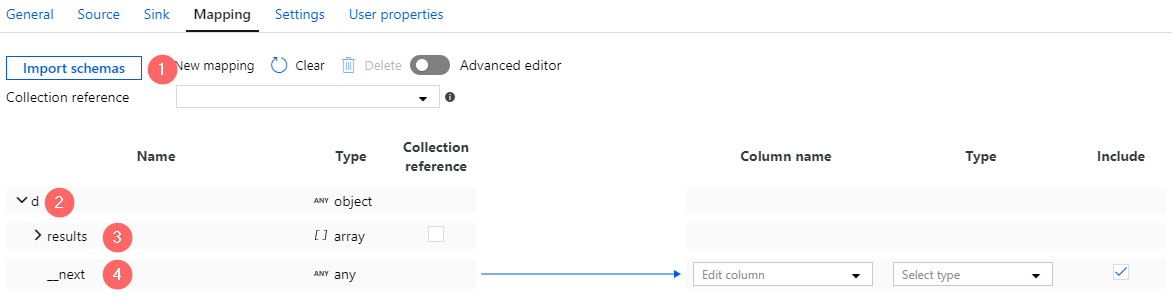 General Source Sink Mapping Settings User properties
Import schemas 1 New mapping Clear Delete Advanced editor
Collection reference
Name Type Collection reference Column name Type Include
d 2 ANY object
results 3 [ ] array
__next 4 ANY any Edit column Select type